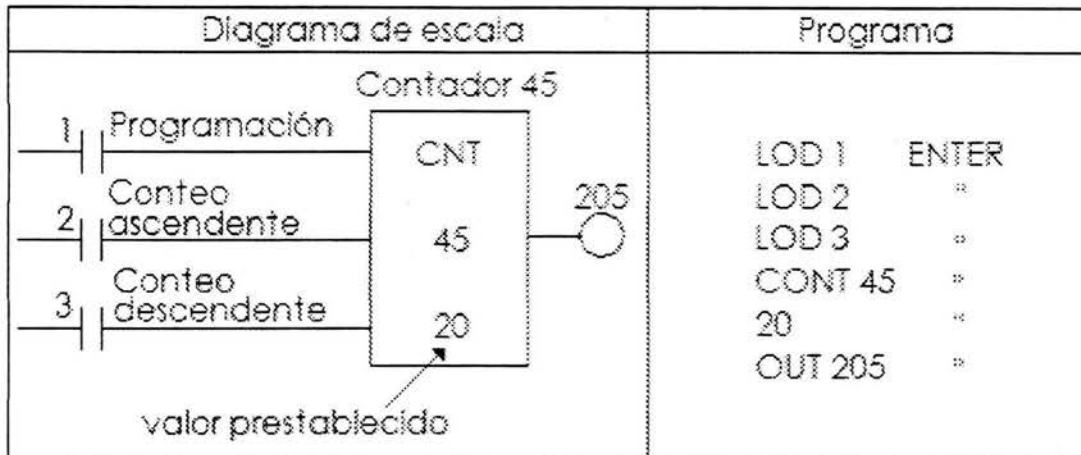 Diagrama de escala
Programa
Contador 45
1 Programación
CNT
Conteo
2 ascendente
45
205
Conteo
3 descendente
20
valor prestablecido
LOD 1 ENTER
LOD 2 "
LOD 3 "
CONT 45 "
20 "
OUT 205 "